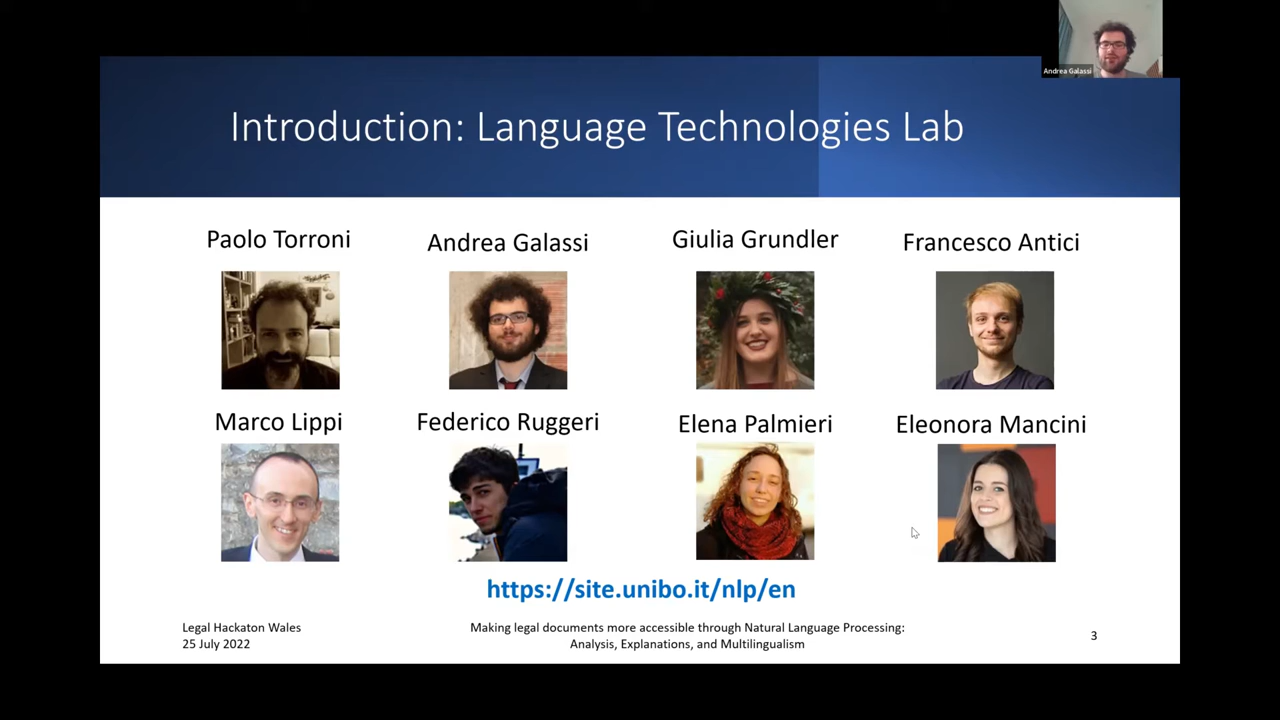 Andrea Galassi
Introduction: Language Technologies Lab
Paolo Torroni
Andrea Galassi
Giulia Grundler
Francesco Antici
Marco Lippi
Federico Ruggeri
Elena Palmieri
Eleonora Mancini
https://site.unibo.it/nlp/en
Legal Hackaton Wales
25 July 2022
Making legal documents more accessible through Natural Language Processing:
Analysis, Explanations, and Multilingualism
3